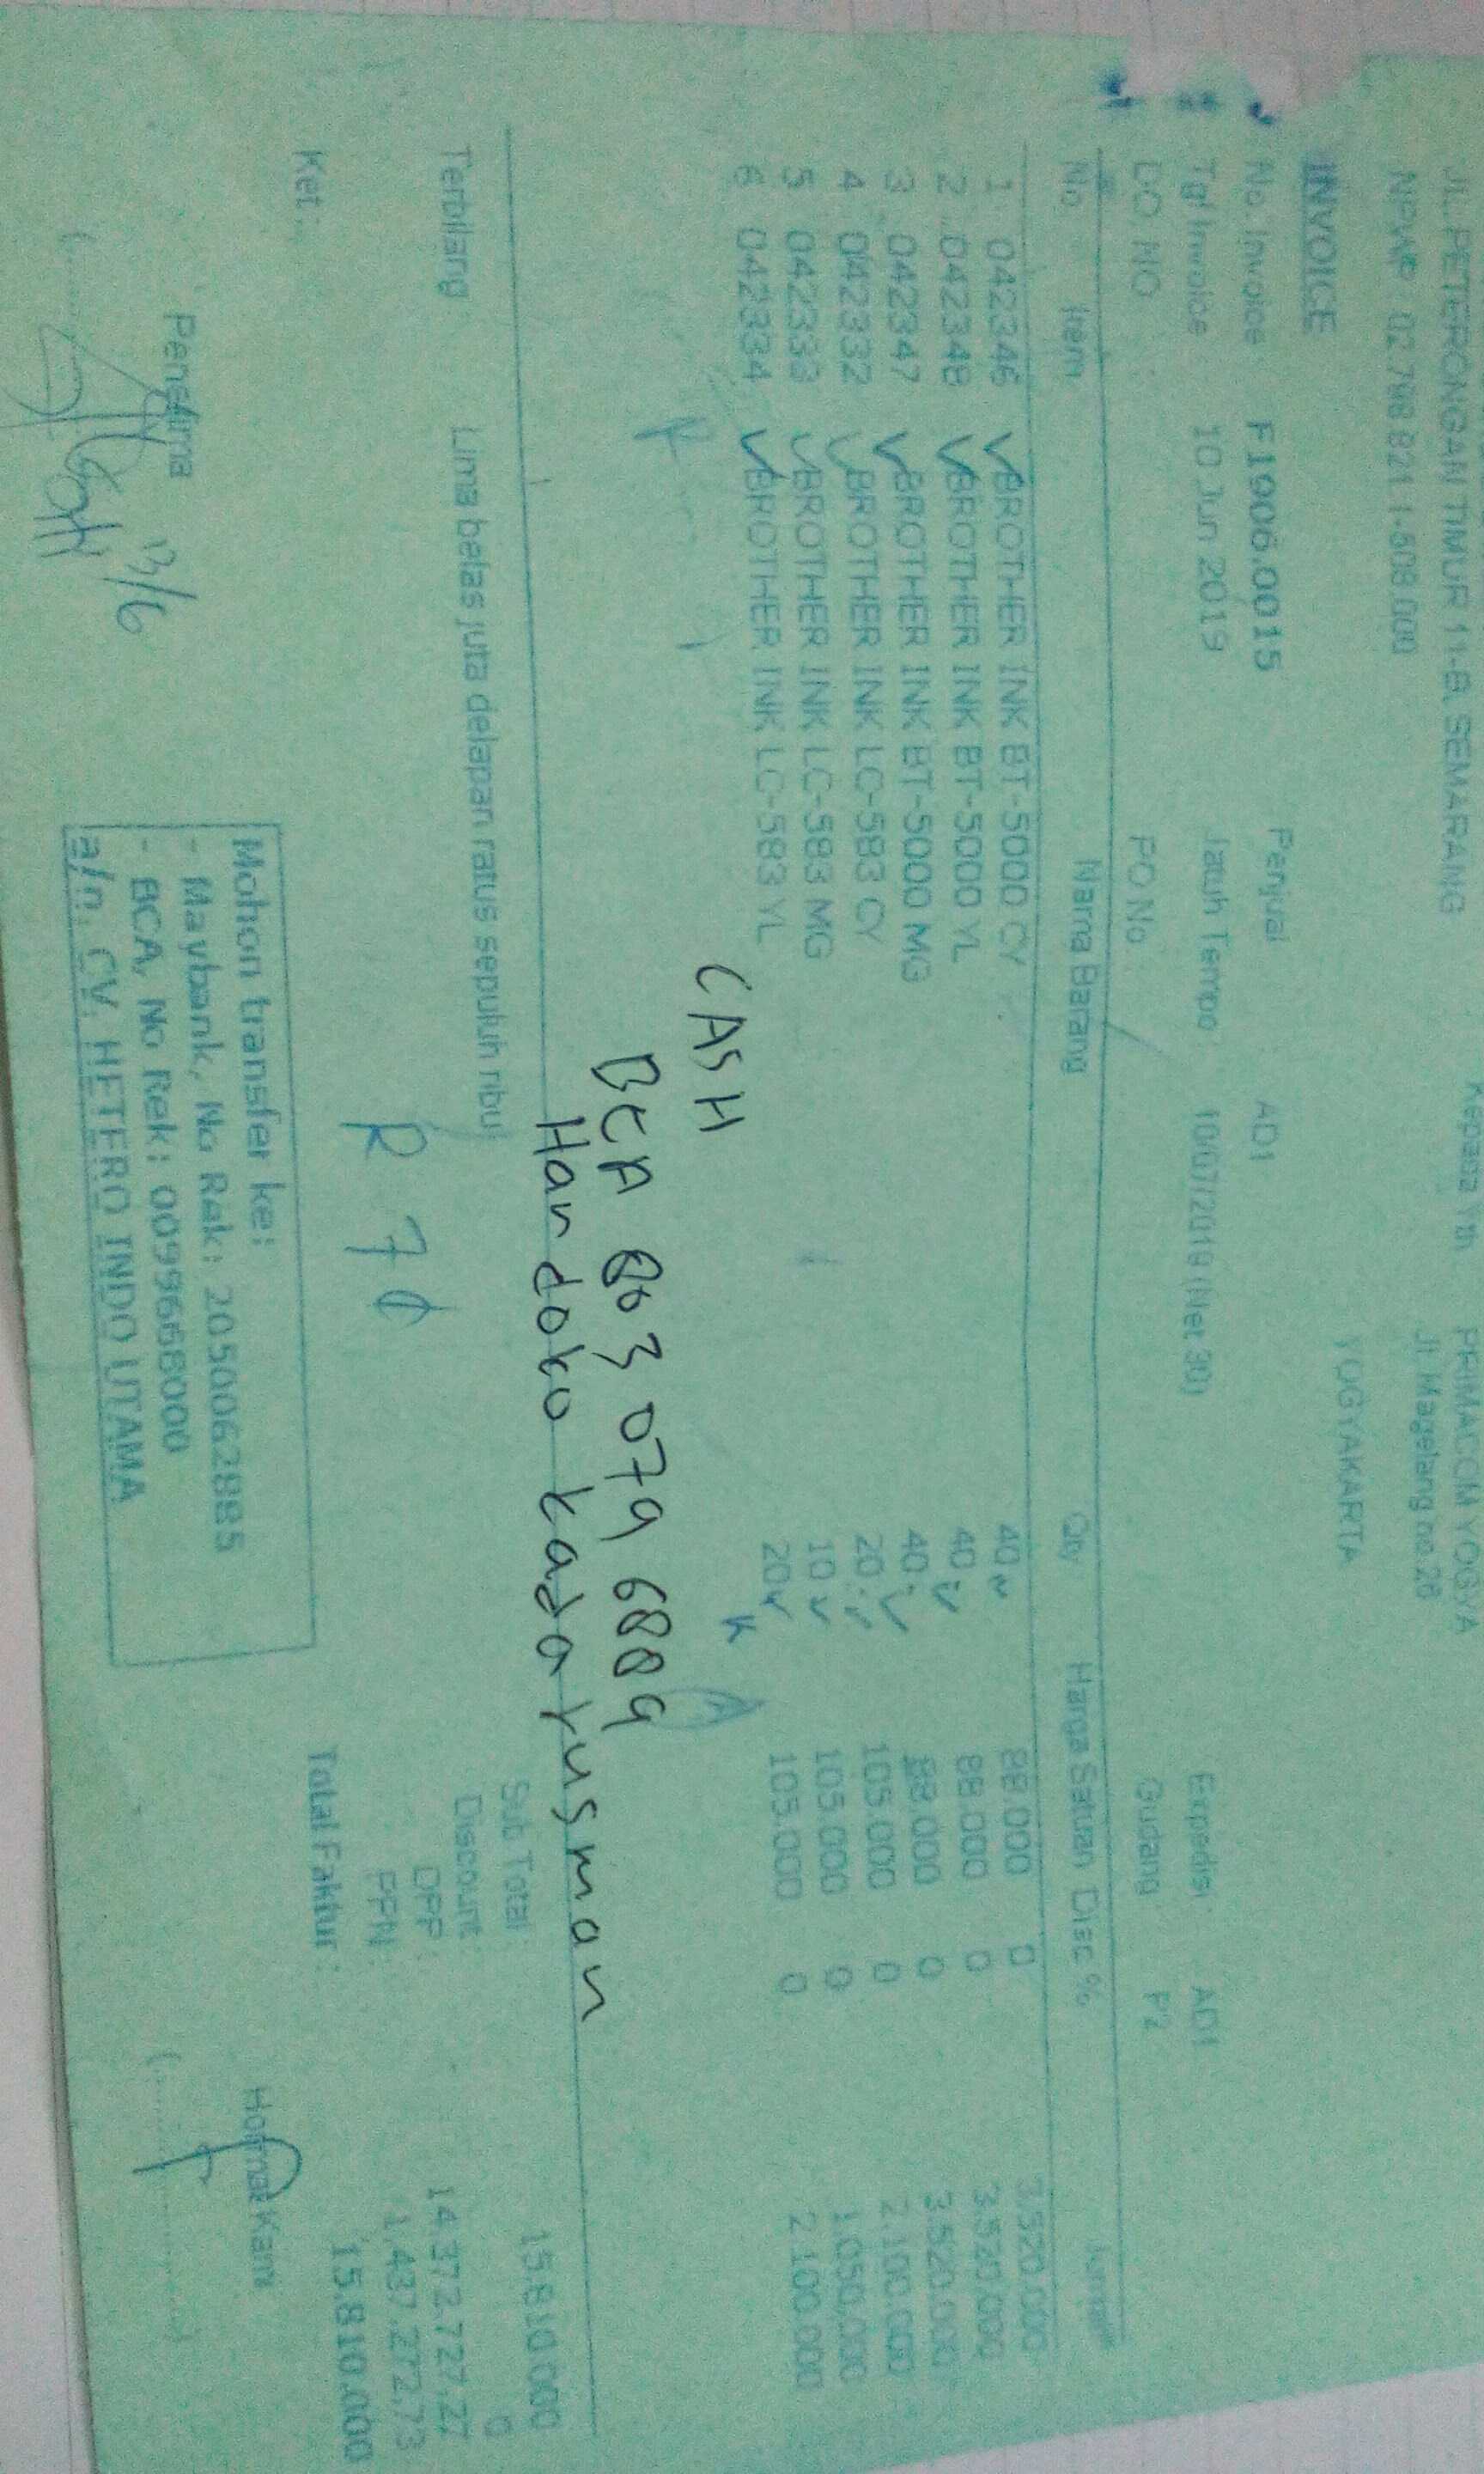 JL. PETERONGAN TIMUR 11-B, SEMARANG
NPWP : 02.798.821.1-508.000
Kepada Yth PRIMACOM YOGYA
Jl. Magelang no 26
YOGYAKARTA
INVOICE
No. Invoice F1906.0015 Penjual AD1
Tgl Invoice 10 Jun 2019 Jatuh Tempo 10/07/2019 (Net 30) Expedisi AD1
DO NO PO No Gudang P2
No Item Nama Barang Qty Harga Satuan Disc % Jumlah
1 042346 BROTHER INK BT-5000 CY 40 88.000 0 3.520.000
2 042348 BROTHER INK BT-5000 YL 40 88.000 0 3.520.000
3 042347 BROTHER INK BT-5000 MG 40 88.000 0 3.520.000
4 042332 BROTHER INK LC-583 CY 20 105.000 0 2.100.000
5 042333 BROTHER INK LC-583 MG 10 105.000 0 1.050.000
6 042334 BROTHER INK LC-583 YL 20 105.000 0 2.100.000
CASH
BCA 803 079 6889
Handoko kadarusman
Terbilang Lima belas juta delapan ratus sepuluh ribu
Sub Total : 15.810.000
Discount : 0
DPP : 14.372.727,27
PPN : 1.437.272,73
Total Faktur : 15.810.000
Ket :
Penerima
13/6
Mohon transfer ke:
- Maybank, No Rek : 2050062885
- BCA, No Rek : 0099668000
a/n. CV. HETERO INDO UTAMA
Hormat Kami